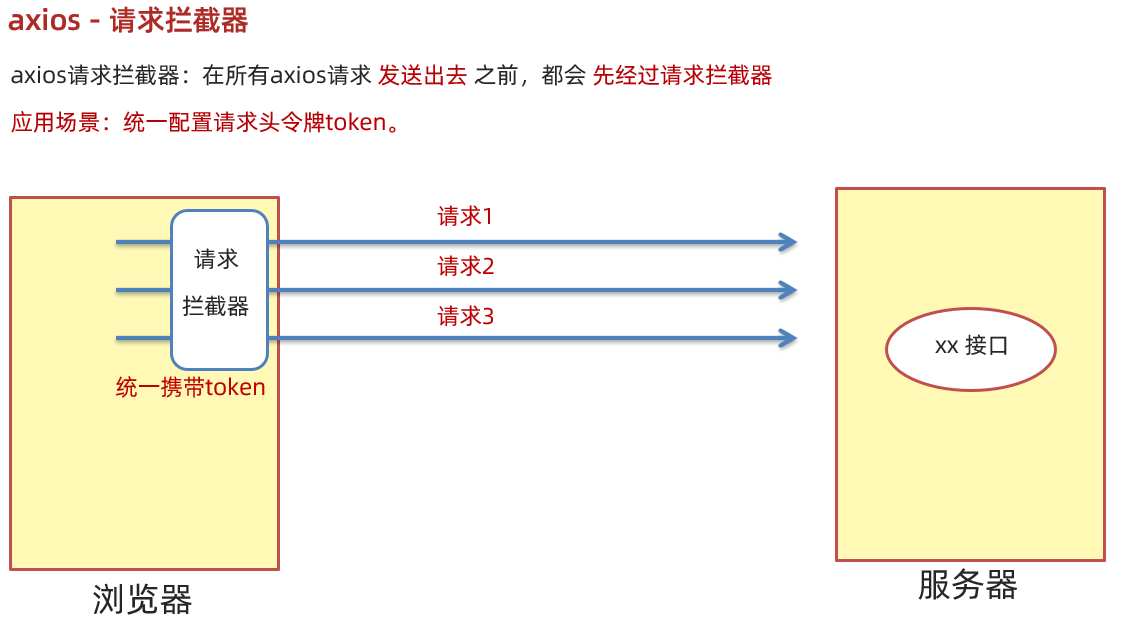 axios - 请求拦截器
axios请求拦截器：在所有axios请求 发送出去 之前，都会 先经过请求拦截器
应用场景：统一配置请求头令牌token。
请求1
请求2
请求3
请求
拦截器
统一携带token
xx 接口
浏览器
服务器